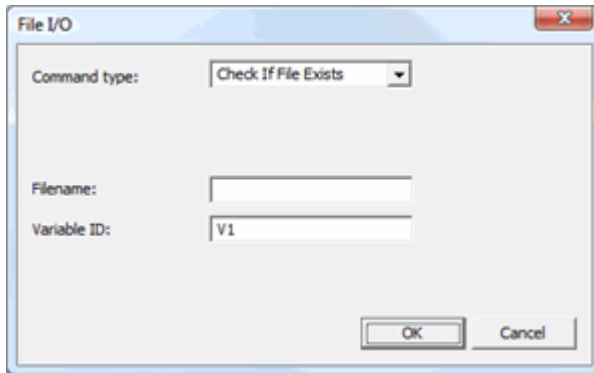 File I/O
Command type: Check If File Exists
Filename:
Variable ID: V1
OK Cancel